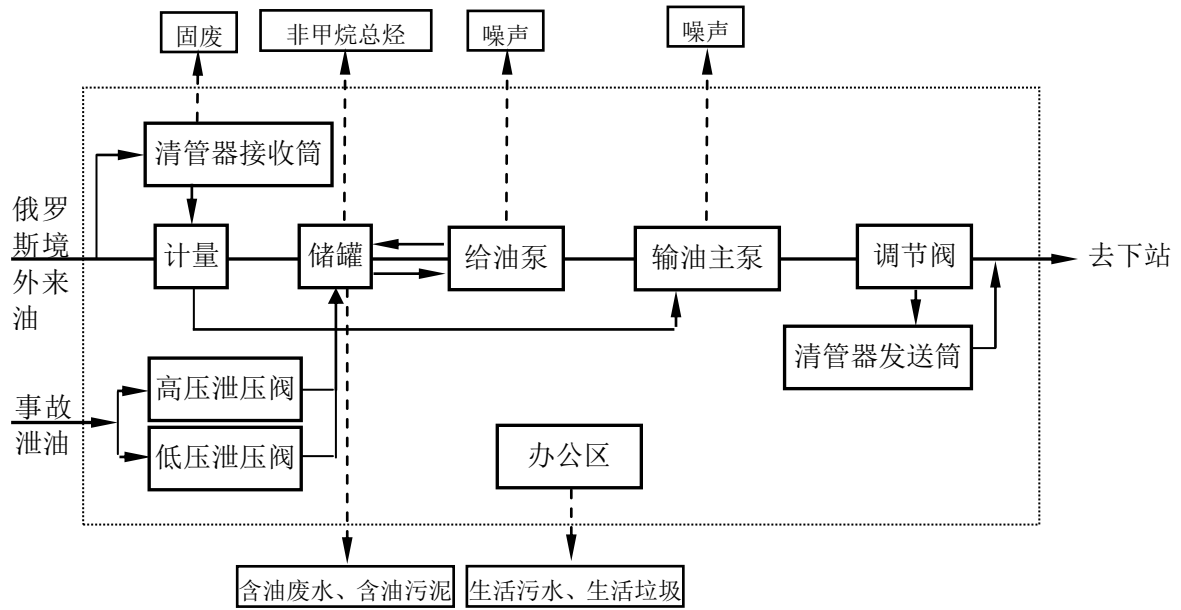 固废
非甲烷总烃
噪声
噪声
清管器接收筒
俄罗
斯境
外来
油
计量
储罐
给油泵
输油主泵
调节阀
去下站
清管器发送筒
高压泄压阀
事故
泄油
低压泄压阀
办公区
含油废水、含油污泥
生活污水、生活垃圾